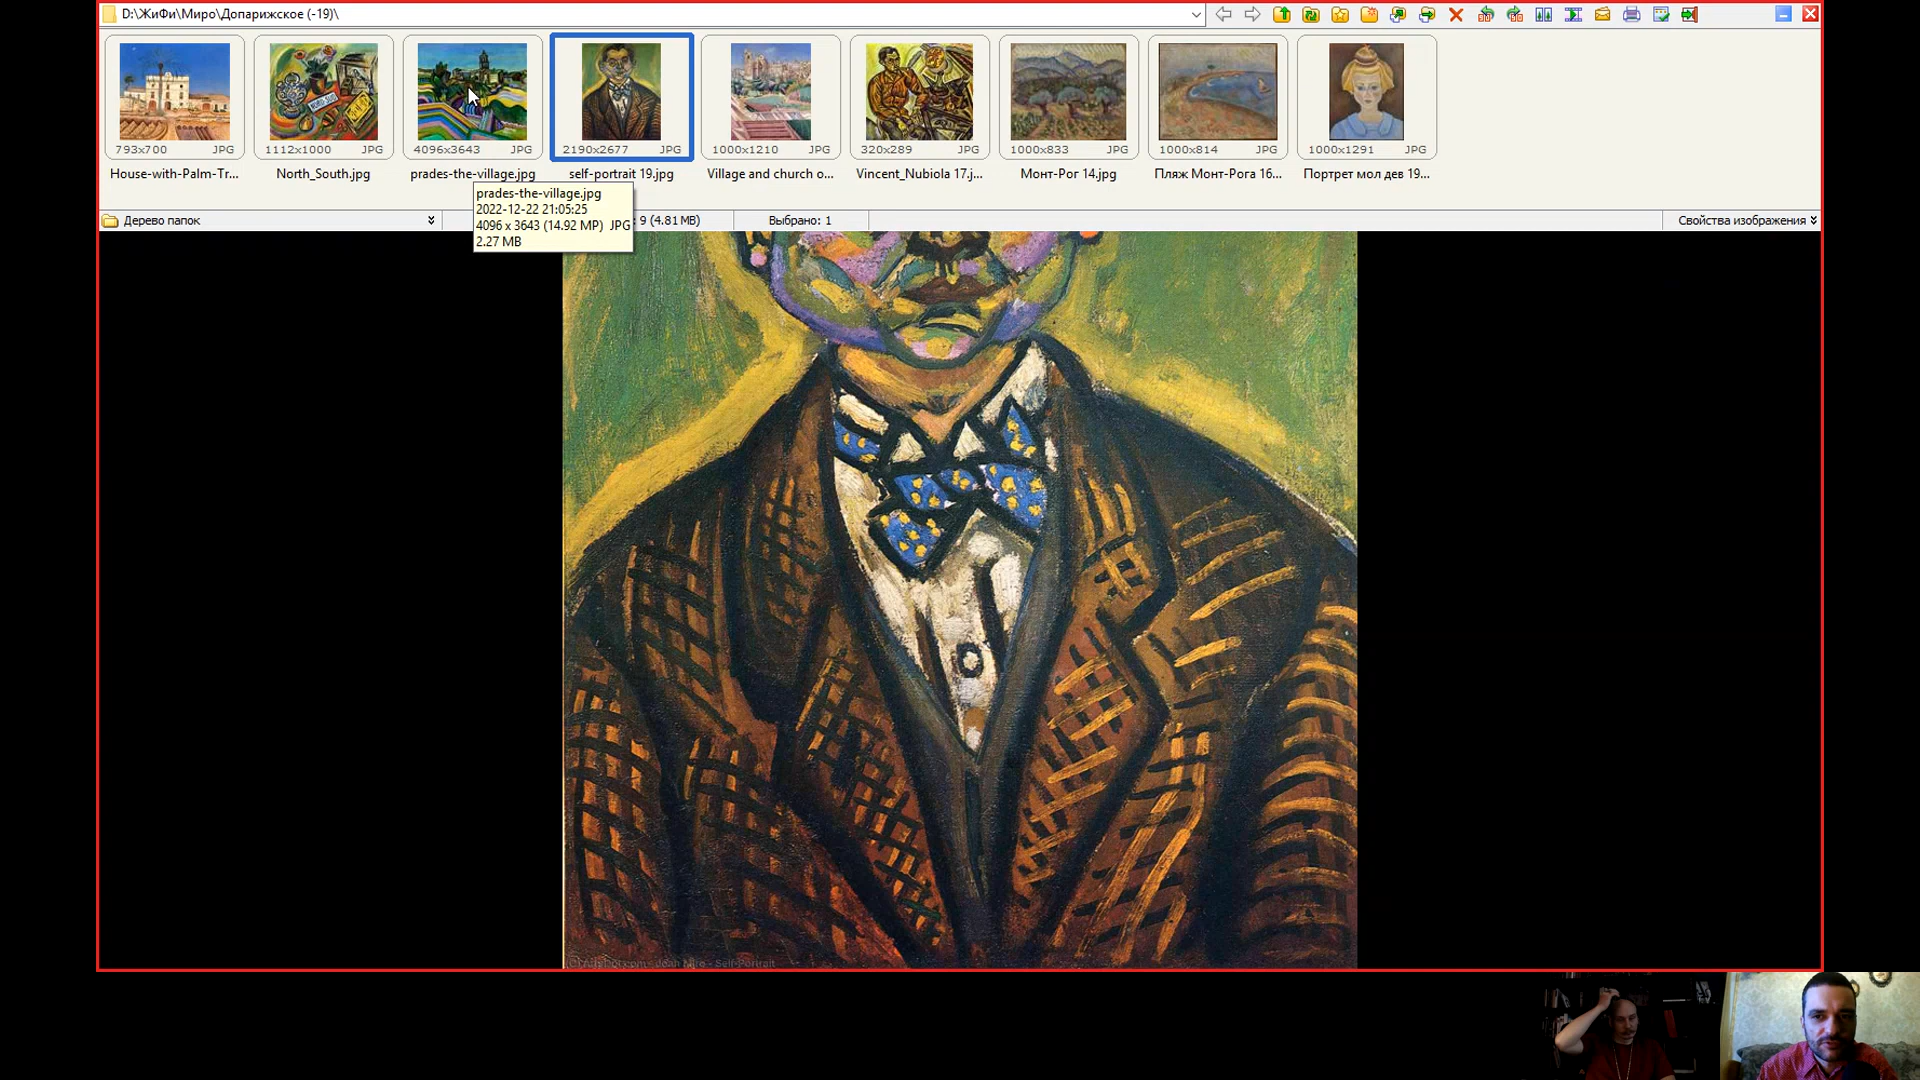 D:\ЖиФи\Миро\Допарижское (-19)\
793x700 JPG
1112x1000 JPG
4096x3643 JPG
2190x2677 JPG
1000x1210 JPG
320x289 JPG
1000x833 JPG
1000x814 JPG
1000x1291 JPG
House-with-Palm-Tr...
North_South.jpg
prades-the-village.jpg
self-portrait 19.jpg
Village and church o...
Vincent_Nubiola 17.j...
Монт-Рог 14.jpg
Пляж Монт-Рога 16...
Портрет мол дев 19...
prades-the-village.jpg
2022-12-22 21:05:25
4096 x 3643 (14.92 MP) JPG
2.27 MB
Дерево папок
: 9 (4.81 MB)
Выбрано: 1
Свойства изображения
Joan Miro - Self-Portrait